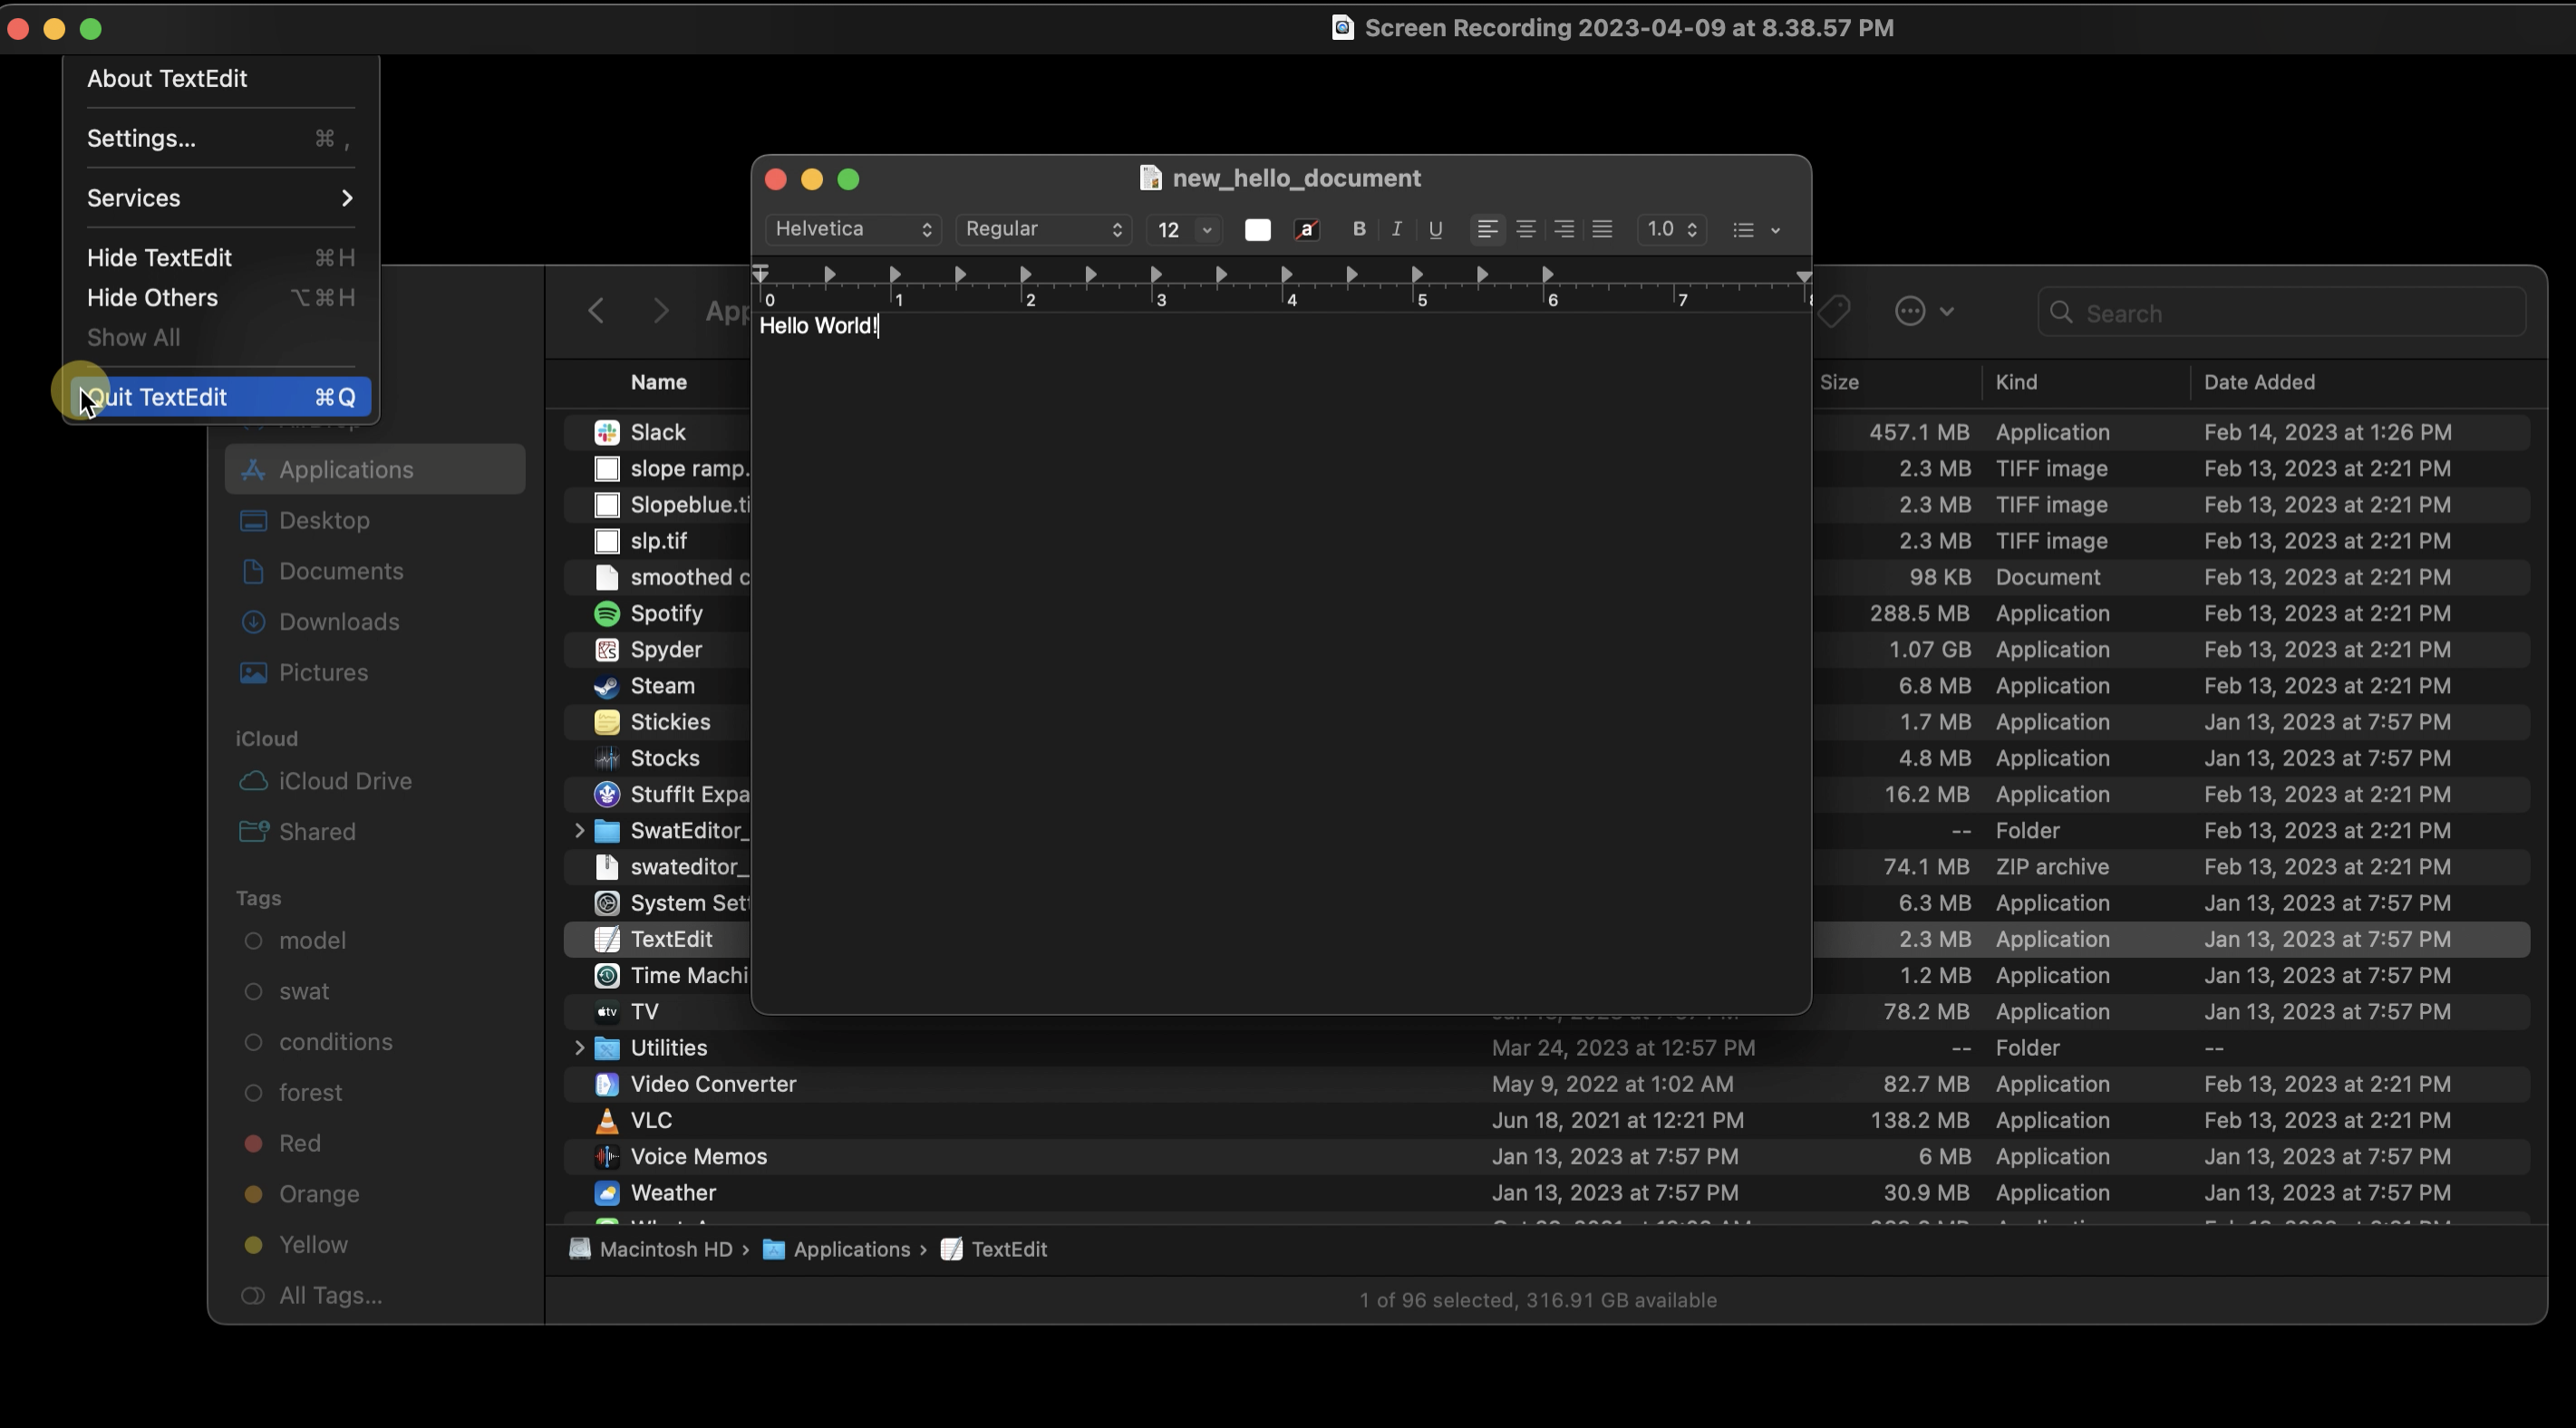 Screen Recording 2023-04-09 at 8.38.57 PM
About TextEdit
Settings... ⌘ ,
Services
Hide TextEdit ⌘H
Hide Others ⌥⌘H
Show All
Quit TextEdit ⌘Q
new_hello_document
Helvetica Regular 12 a B I U 1.0
0 1 2 3 4 5 6 7
Hello World!
Search
Applications
Desktop
Documents
Downloads
Pictures
iCloud
iCloud Drive
Shared
Tags
model
swat
conditions
forest
Red
Orange
Yellow
All Tags...
Name Size Kind Date Added
Slack 457.1 MB Application Feb 14, 2023 at 1:26 PM
slope ramp. 2.3 MB TIFF image Feb 13, 2023 at 2:21 PM
Slopeblue.ti 2.3 MB TIFF image Feb 13, 2023 at 2:21 PM
slp.tif 2.3 MB TIFF image Feb 13, 2023 at 2:21 PM
smoothed c 98 KB Document Feb 13, 2023 at 2:21 PM
Spotify 288.5 MB Application Feb 13, 2023 at 2:21 PM
Spyder 1.07 GB Application Feb 13, 2023 at 2:21 PM
Steam 6.8 MB Application Feb 13, 2023 at 2:21 PM
Stickies 1.7 MB Application Jan 13, 2023 at 7:57 PM
Stocks 4.8 MB Application Jan 13, 2023 at 7:57 PM
StuffIt Expa 16.2 MB Application Feb 13, 2023 at 2:21 PM
SwatEditor_ -- Folder Feb 13, 2023 at 2:21 PM
swateditor_ 74.1 MB ZIP archive Feb 13, 2023 at 2:21 PM
System Sett 6.3 MB Application Jan 13, 2023 at 7:57 PM
TextEdit 2.3 MB Application Jan 13, 2023 at 7:57 PM
Time Machi 1.2 MB Application Jan 13, 2023 at 7:57 PM
TV 78.2 MB Application Jan 13, 2023 at 7:57 PM
Utilities Mar 24, 2023 at 12:57 PM -- Folder --
Video Converter May 9, 2022 at 1:02 AM 82.7 MB Application Feb 13, 2023 at 2:21 PM
VLC Jun 18, 2021 at 12:21 PM 138.2 MB Application Feb 13, 2023 at 2:21 PM
Voice Memos Jan 13, 2023 at 7:57 PM 6 MB Application Jan 13, 2023 at 7:57 PM
Weather Jan 13, 2023 at 7:57 PM 30.9 MB Application Jan 13, 2023 at 7:57 PM
Macintosh HD › Applications › TextEdit
1 of 96 selected, 316.91 GB available